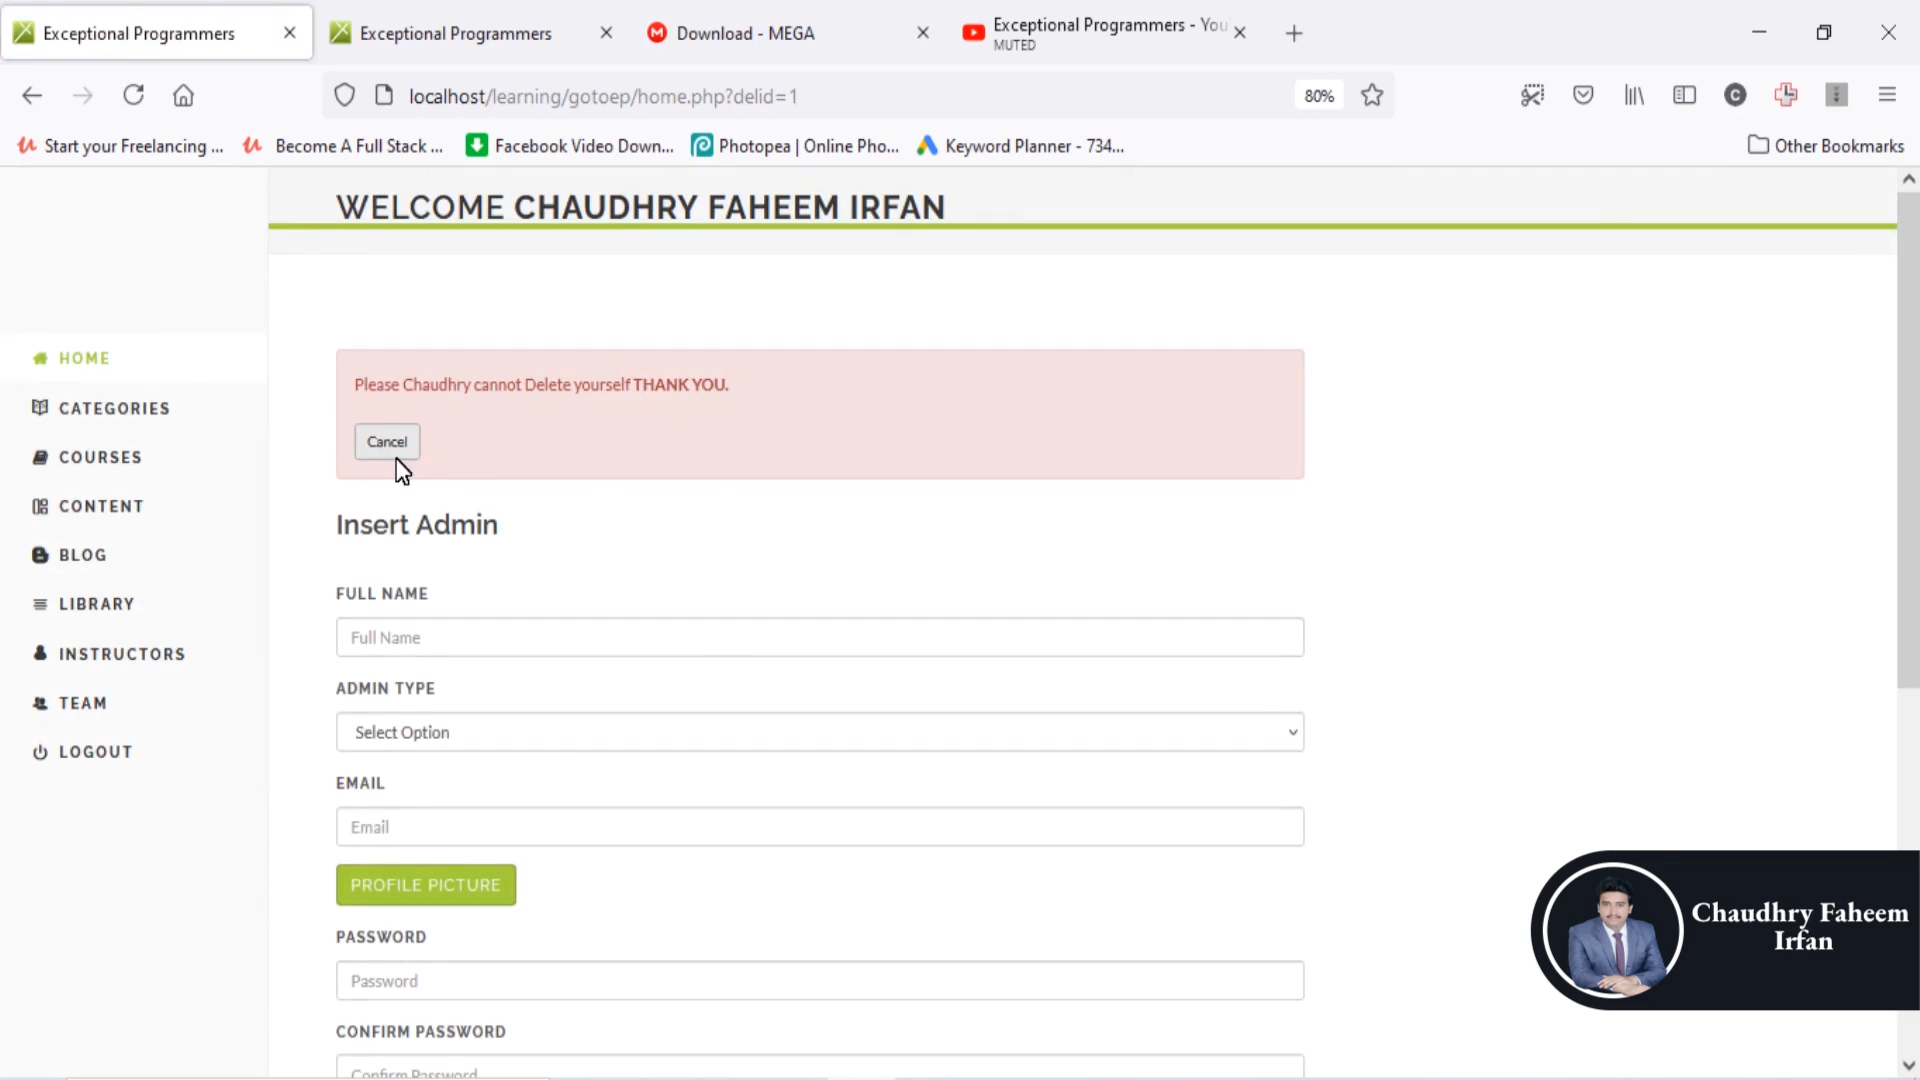 Exceptional Programmers
Exceptional Programmers
Download - MEGA
Exceptional Programmers - You
MUTED
localhost/learning/gotoep/home.php?delid=1
80%
Start your Freelancing ...
Become A Full Stack ...
Facebook Video Down...
Photopea | Online Pho...
Keyword Planner - 734...
Other Bookmarks
WELCOME CHAUDHRY FAHEEM IRFAN
HOME
CATEGORIES
COURSES
CONTENT
BLOG
LIBRARY
INSTRUCTORS
TEAM
LOGOUT
Please Chaudhry cannot Delete yourself THANK YOU.
Cancel
Insert Admin
FULL NAME
Full Name
ADMIN TYPE
Select Option
EMAIL
Email
PROFILE PICTURE
PASSWORD
Password
CONFIRM PASSWORD
Confirm Password
Chaudhry Faheem
Irfan